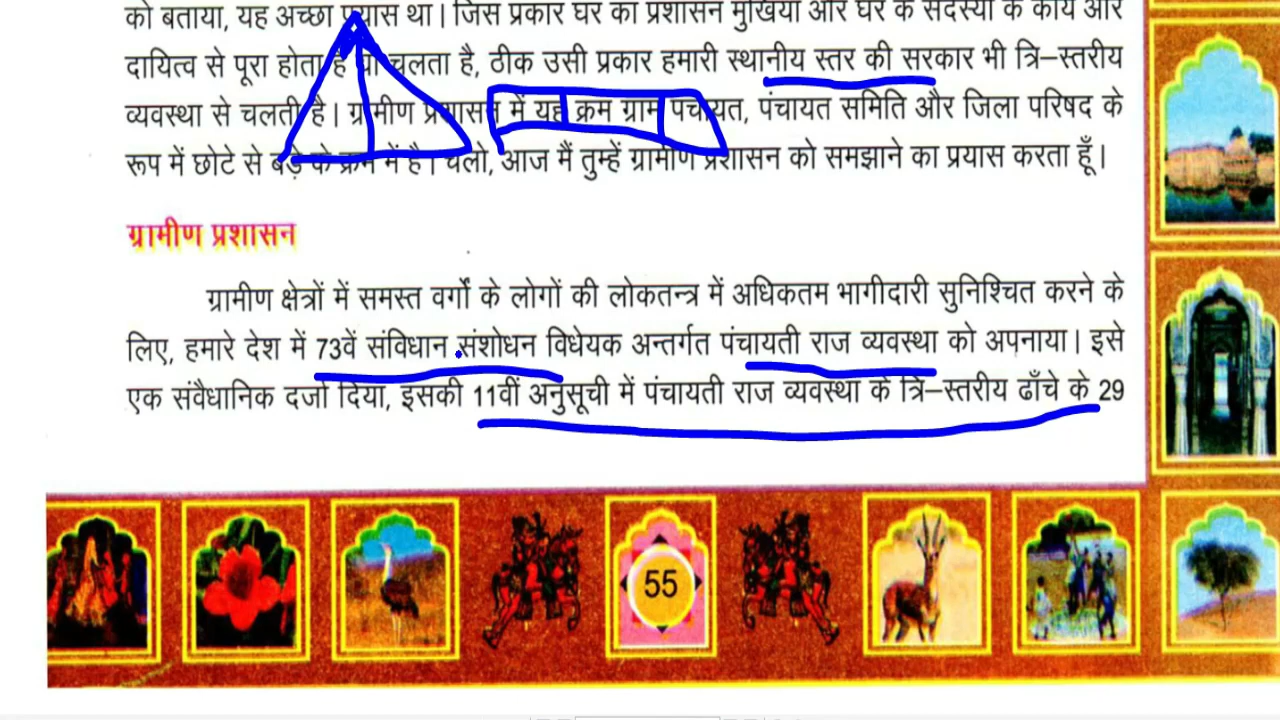 को बताया, यह अच्छा प्रयास था। जिस प्रकार घर का प्रशासन मुखिया और घर के सदस्यों के कार्य और
दायित्व से पूरा होता है या चलता है, ठीक उसी प्रकार हमारी स्थानीय स्तर की सरकार भी त्रि–स्तरीय
व्यवस्था से चलती है। ग्रामीण प्रशासन में यह क्रम ग्राम पंचायत, पंचायत समिति और जिला परिषद के
रूप में छोटे से बड़े के क्रम में है। चलो, आज मैं तुम्हें ग्रामीण प्रशासन को समझाने का प्रयास करता हूँ।
ग्रामीण प्रशासन
ग्रामीण क्षेत्रों में समस्त वर्गों के लोगों की लोकतन्त्र में अधिकतम भागीदारी सुनिश्चित करने के
लिए, हमारे देश में 73वें संविधान संशोधन विधेयक अन्तर्गत पंचायती राज व्यवस्था को अपनाया। इसे
एक संवैधानिक दर्जा दिया, इसकी 11वीं अनुसूची में पंचायती राज व्यवस्था के त्रि–स्तरीय ढाँचे के 29
55